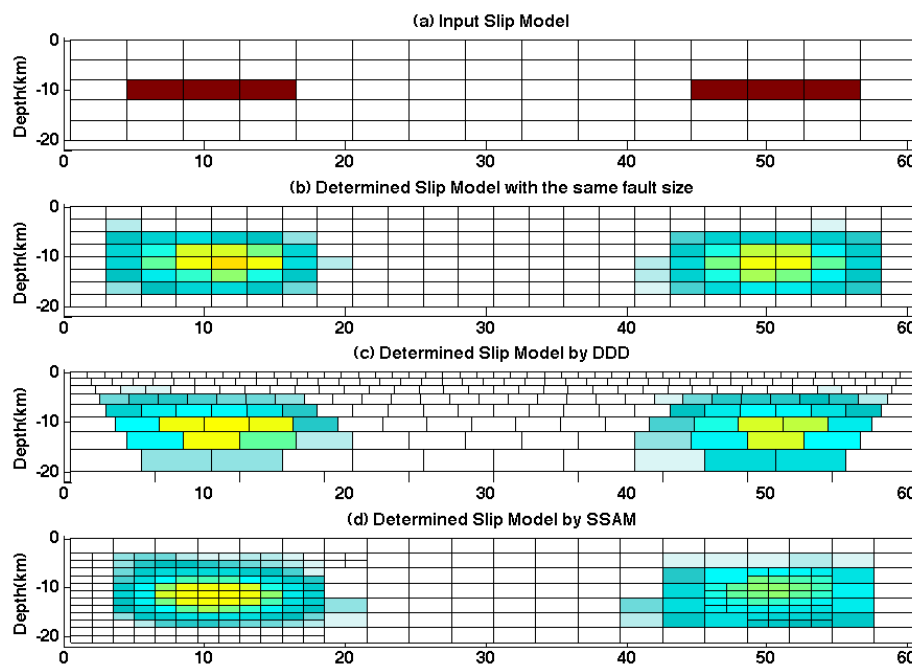 (a) Input Slip Model
Depth(km)
0
-10
-20
0 10 20 30 40 50 60
(b) Determined Slip Model with the same fault size
Depth(km)
0
-10
-20
0 10 20 30 40 50 60
(c) Determined Slip Model by DDD
Depth(km)
0
-10
-20
0 10 20 30 40 50 60
(d) Determined Slip Model by SSAM
Depth(km)
0
-10
-20
0 10 20 30 40 50 60